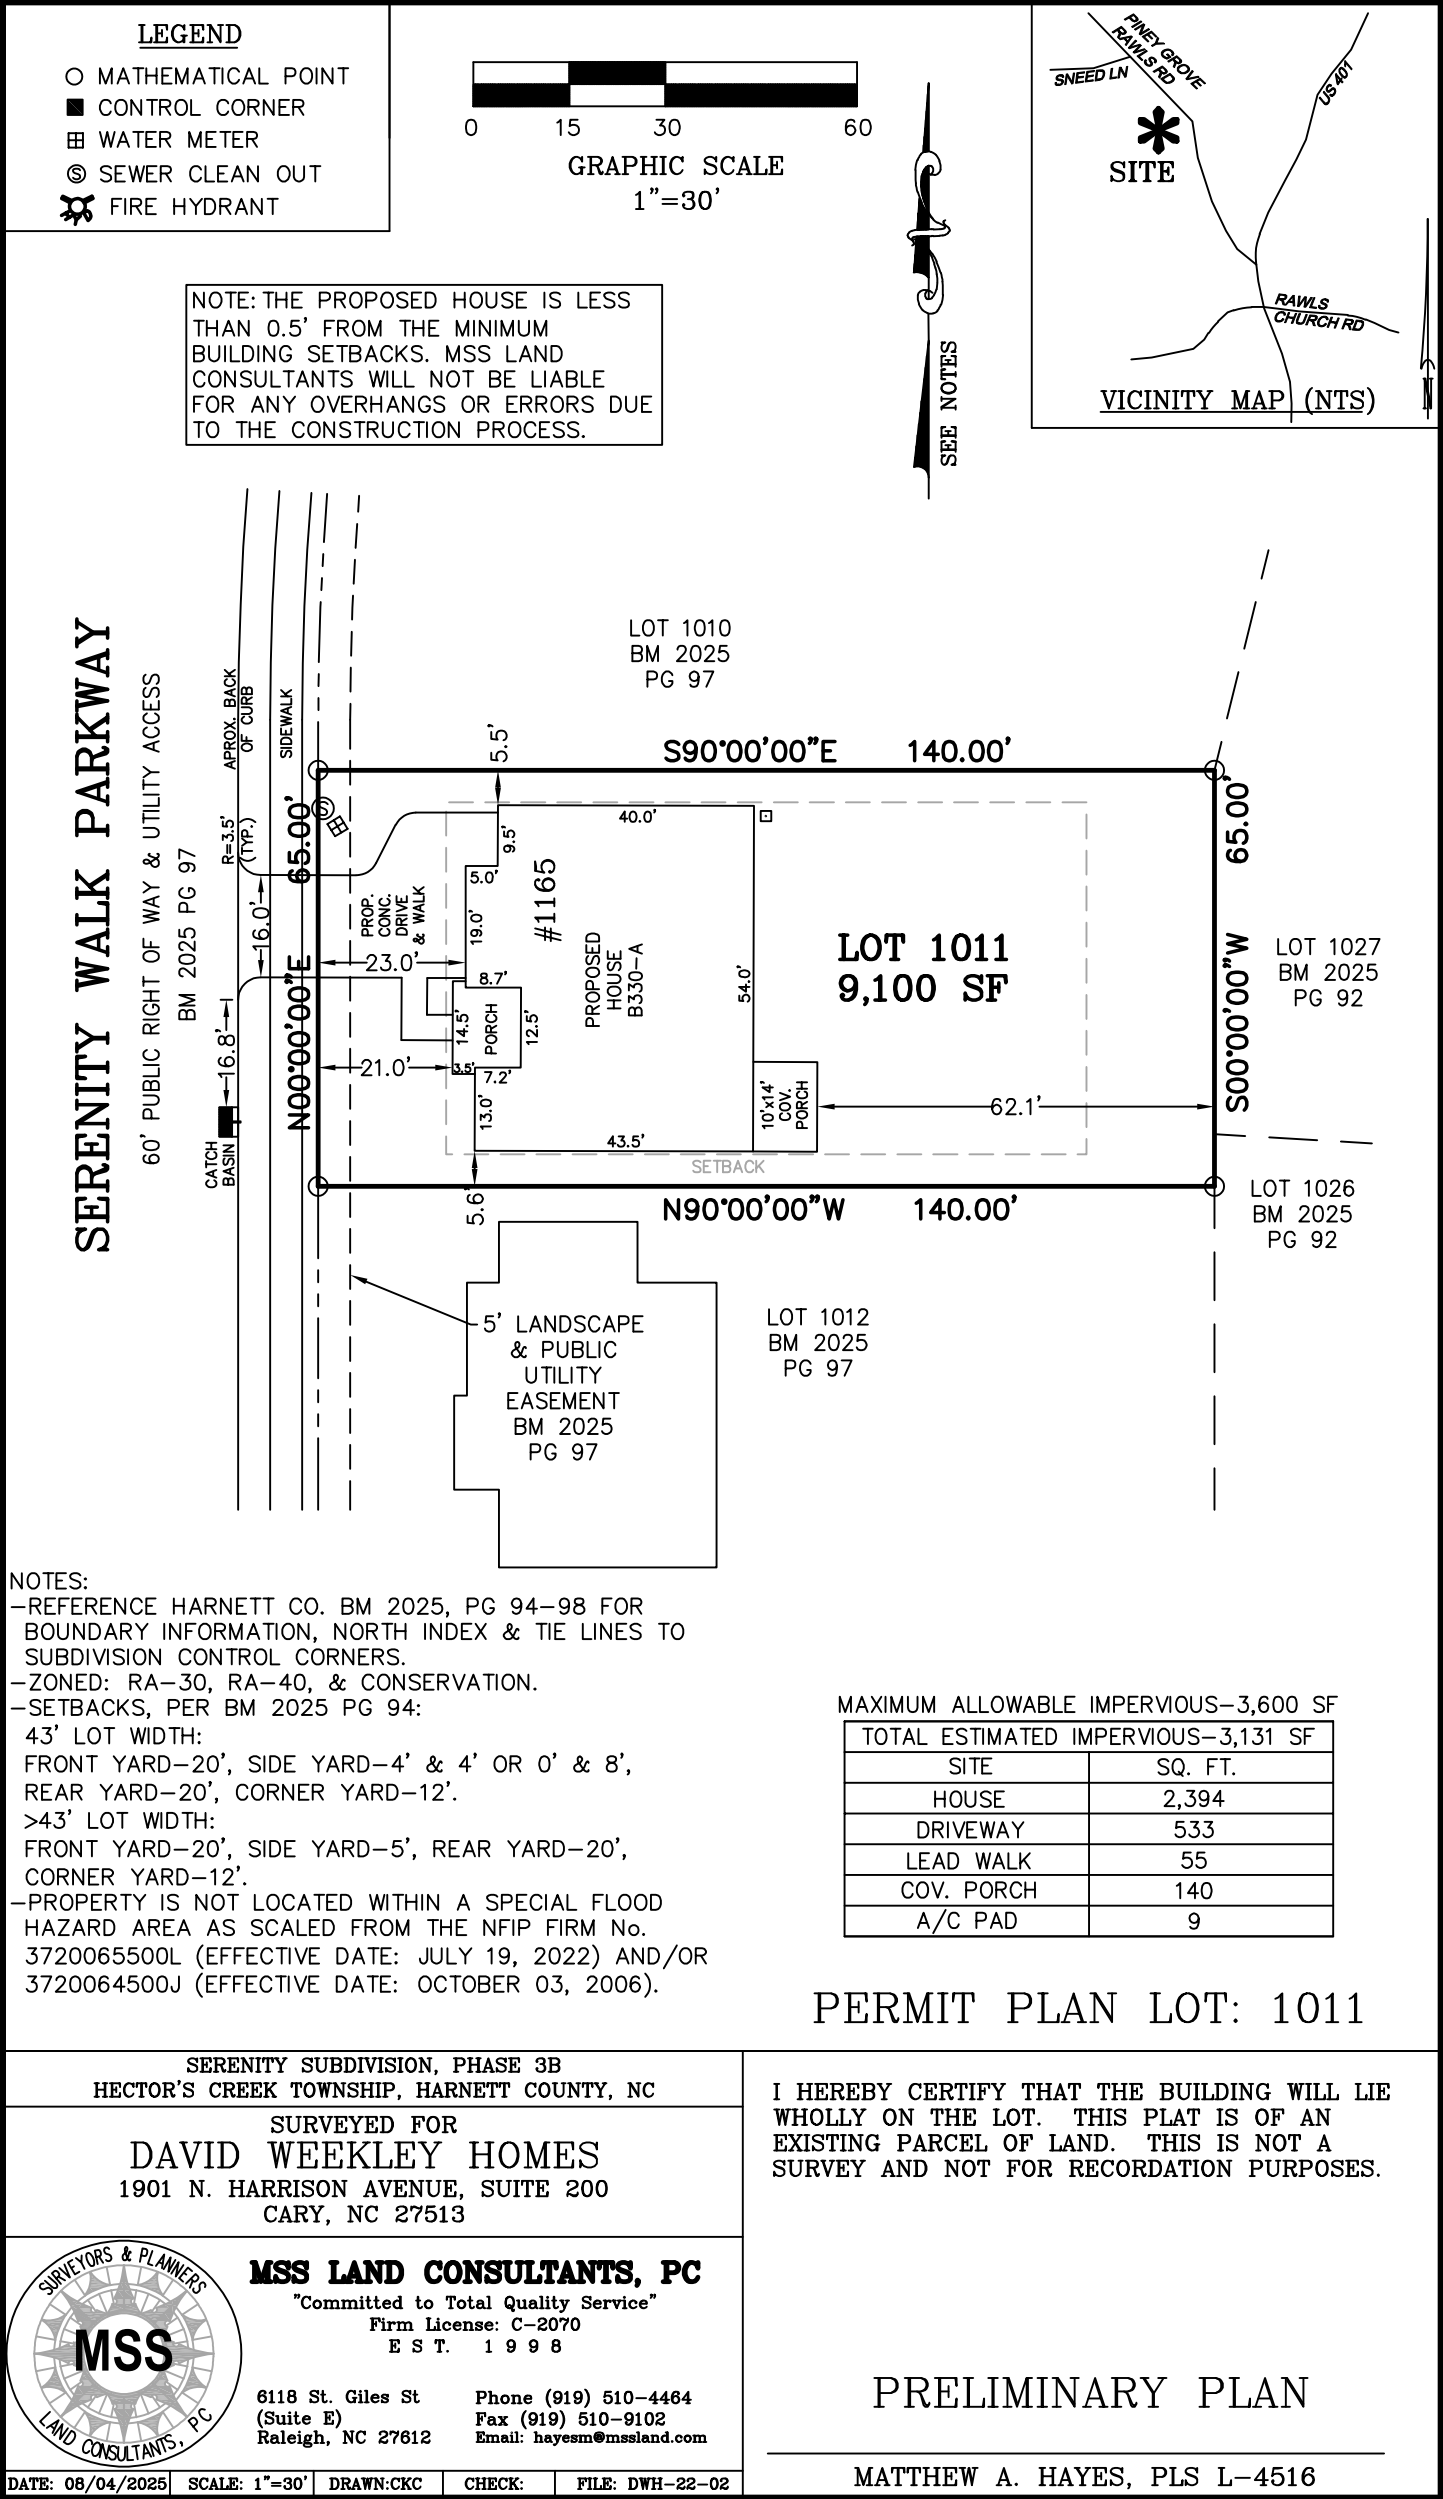 LEGEND
MATHEMATICAL POINT
CONTROL CORNER
WATER METER
SEWER CLEAN OUT
FIRE HYDRANT
0 15 30 60
GRAPHIC SCALE
1"=30'
SEE NOTES
PINEY GROVE
RAWLS RD
SNEED LN
US 401
SITE
RAWLS
CHURCH RD
VICINITY MAP (NTS)
N
NOTE: THE PROPOSED HOUSE IS LESS
THAN 0.5' FROM THE MINIMUM
BUILDING SETBACKS. MSS LAND
CONSULTANTS WILL NOT BE LIABLE
FOR ANY OVERHANGS OR ERRORS DUE
TO THE CONSTRUCTION PROCESS.
SERENITY WALK PARKWAY
60' PUBLIC RIGHT OF WAY & UTILITY ACCESS
BM 2025 PG 97
APROX. BACK
OF CURB
SIDEWALK
R=3.5'
(TYP.)
16.0'
16.8'
CATCH
BASIN
LOT 1010
BM 2025
PG 97
S90°00'00"E 140.00'
N00°00'00"E 65.00'
S
5.5'
40.0'
9.5'
5.0'
19.0'
#1165
PROP.
CONC.
DRIVE
& WALK
23.0'
8.7'
14.5'
PORCH
12.5'
21.0'
3.5'
7.2'
13.0'
43.5'
5.6'
PROPOSED
HOUSE
B330-A
54.0'
10'x14'
COV.
PORCH
62.1'
LOT 1011
9,100 SF
SETBACK
S00°00'00"W 65.00'
N90°00'00"W 140.00'
LOT 1027
BM 2025
PG 92
LOT 1026
BM 2025
PG 92
5' LANDSCAPE
& PUBLIC
UTILITY
EASEMENT
BM 2025
PG 97
LOT 1012
BM 2025
PG 97
NOTES:
-REFERENCE HARNETT CO. BM 2025, PG 94-98 FOR
BOUNDARY INFORMATION, NORTH INDEX & TIE LINES TO
SUBDIVISION CONTROL CORNERS.
-ZONED: RA-30, RA-40, & CONSERVATION.
-SETBACKS, PER BM 2025 PG 94:
43' LOT WIDTH:
FRONT YARD-20', SIDE YARD-4' & 4' OR 0' & 8',
REAR YARD-20', CORNER YARD-12'.
>43' LOT WIDTH:
FRONT YARD-20', SIDE YARD-5', REAR YARD-20',
CORNER YARD-12'.
-PROPERTY IS NOT LOCATED WITHIN A SPECIAL FLOOD
HAZARD AREA AS SCALED FROM THE NFIP FIRM No.
3720065500L (EFFECTIVE DATE: JULY 19, 2022) AND/OR
3720064500J (EFFECTIVE DATE: OCTOBER 03, 2006).
MAXIMUM ALLOWABLE IMPERVIOUS-3,600 SF
TOTAL ESTIMATED IMPERVIOUS-3,131 SF
SITE SQ. FT.
HOUSE 2,394
DRIVEWAY 533
LEAD WALK 55
COV. PORCH 140
A/C PAD 9
PERMIT PLAN LOT: 1011
SERENITY SUBDIVISION, PHASE 3B
HECTOR'S CREEK TOWNSHIP, HARNETT COUNTY, NC
SURVEYED FOR
DAVID WEEKLEY HOMES
1901 N. HARRISON AVENUE, SUITE 200
CARY, NC 27513
SURVEYORS & PLANNERS
MSS
LAND CONSULTANTS, PC
MSS LAND CONSULTANTS, PC
"Committed to Total Quality Service"
Firm License: C-2070
EST. 1998
6118 St. Giles St
(Suite E)
Raleigh, NC 27612
Phone (919) 510-4464
Fax (919) 510-9102
Email: hayesm@mssland.com
DATE: 08/04/2025 SCALE: 1"=30' DRAWN:CKC CHECK: FILE: DWH-22-02
I HEREBY CERTIFY THAT THE BUILDING WILL LIE
WHOLLY ON THE LOT. THIS PLAT IS OF AN
EXISTING PARCEL OF LAND. THIS IS NOT A
SURVEY AND NOT FOR RECORDATION PURPOSES.
PRELIMINARY PLAN
MATTHEW A. HAYES, PLS L-4516